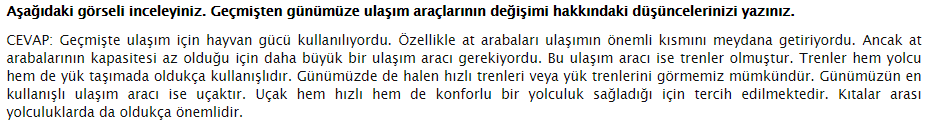 Aşağıdaki görseli inceleyiniz. Geçmişten günümüze ulaşım araçlarının değişimi hakkındaki düşüncelerinizi yazınız.
CEVAP: Geçmişte ulaşım için hayvan gücü kullanılıyordu. Özellikle at arabaları ulaşımın önemli kısmını meydana getiriyordu. Ancak at
arabalarının kapasitesi az olduğu için daha büyük bir ulaşım aracı gerekiyordu. Bu ulaşım aracı ise trenler olmuştur. Trenler hem yolcu
hem de yük taşımada oldukça kullanışlıdır. Günümüzde de halen hızlı trenleri veya yük trenlerini görmemiz mümkündür. Günümüzün en
kullanışlı ulaşım aracı ise uçaktır. Uçak hem hızlı hem de konforlu bir yolculuk sağladığı için tercih edilmektedir. Kıtalar arası
yolculuklarda da oldukça önemlidir.